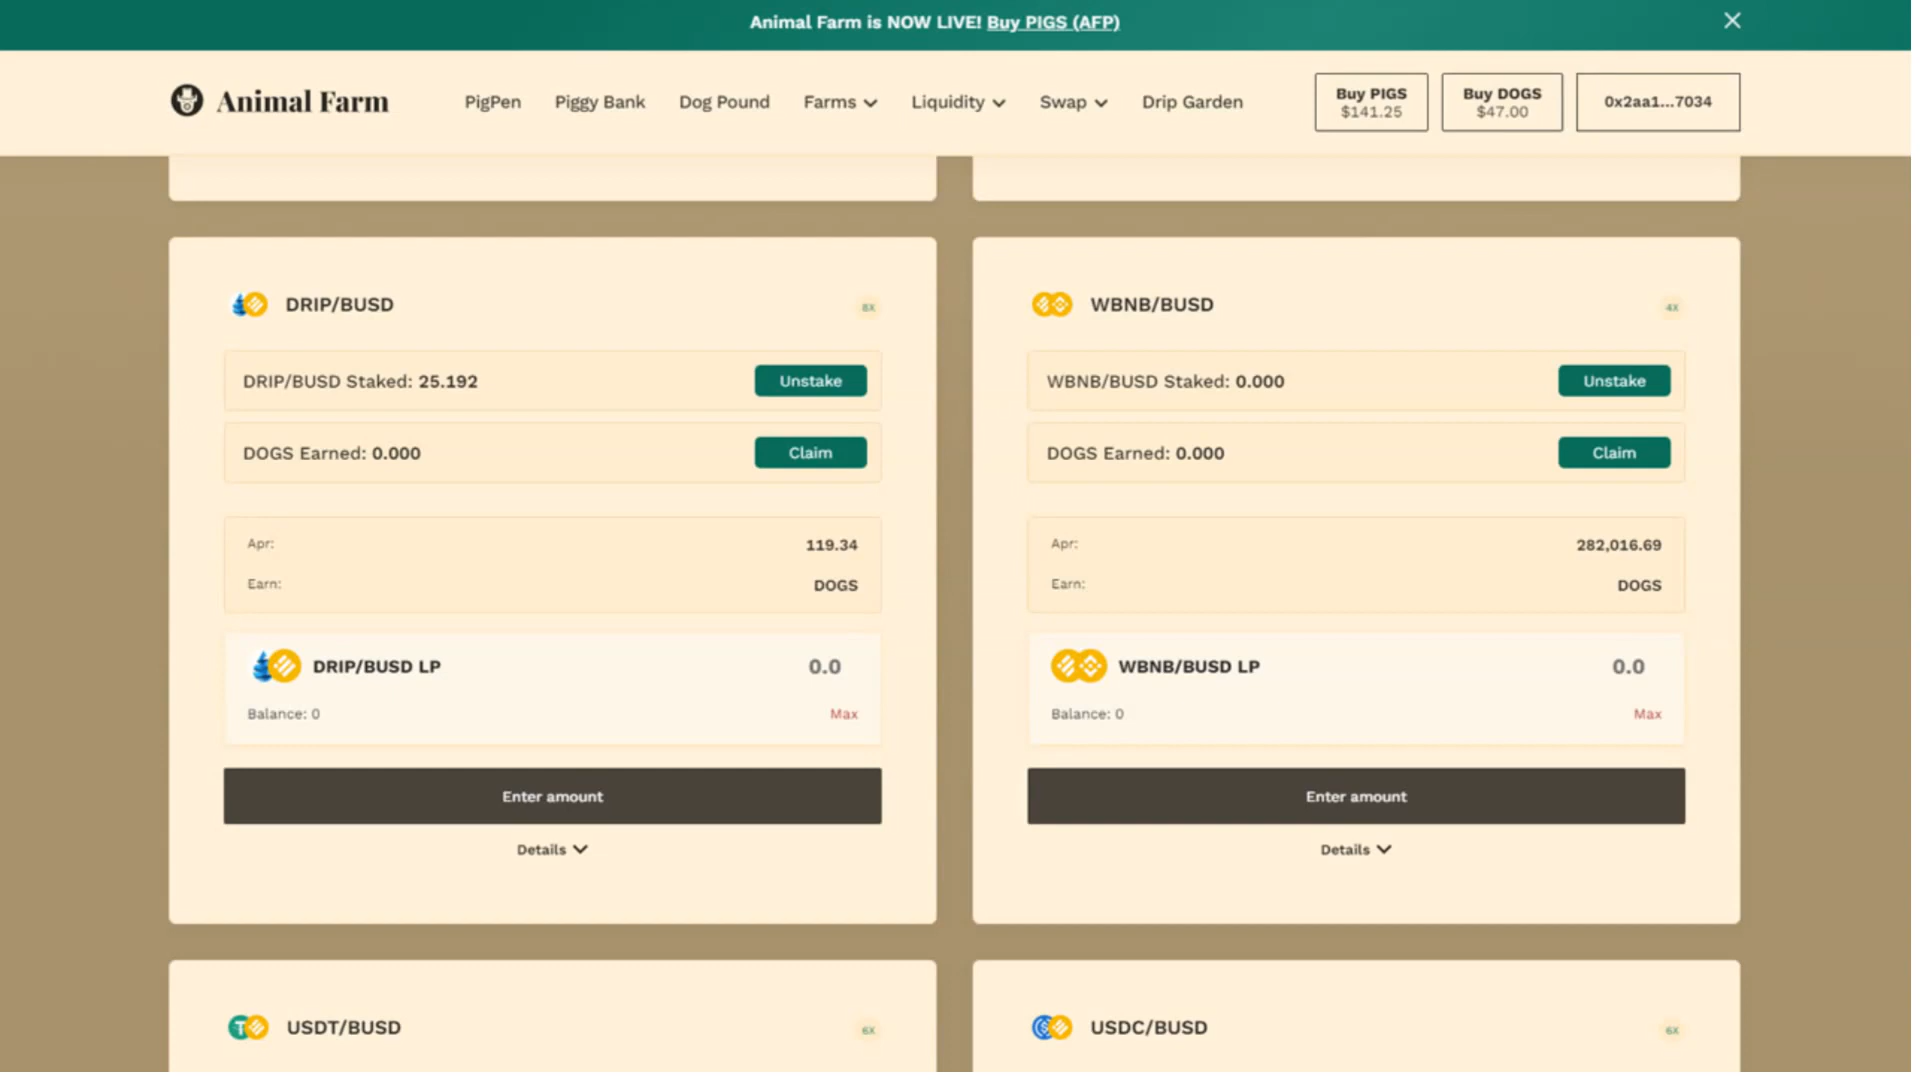 Animal Farm is NOW LIVE! Buy PIGS (AFP)
Animal Farm
PigPen
Piggy Bank
Dog Pound
Farms
Liquidity
Swap
Drip Garden
Buy PIGS
$141.25
Buy DOGS
$47.00
0x2aa1...7034
DRIP/BUSD
8X
DRIP/BUSD Staked: 25.192
Unstake
DOGS Earned: 0.000
Claim
Apr:
119.34
Earn:
DOGS
DRIP/BUSD LP
0.0
Balance: 0
Max
Enter amount
Details
WBNB/BUSD
4X
WBNB/BUSD Staked: 0.000
Unstake
DOGS Earned: 0.000
Claim
Apr:
282,016.69
Earn:
DOGS
WBNB/BUSD LP
0.0
Balance: 0
Max
Enter amount
Details
USDT/BUSD
6X
USDC/BUSD
6X